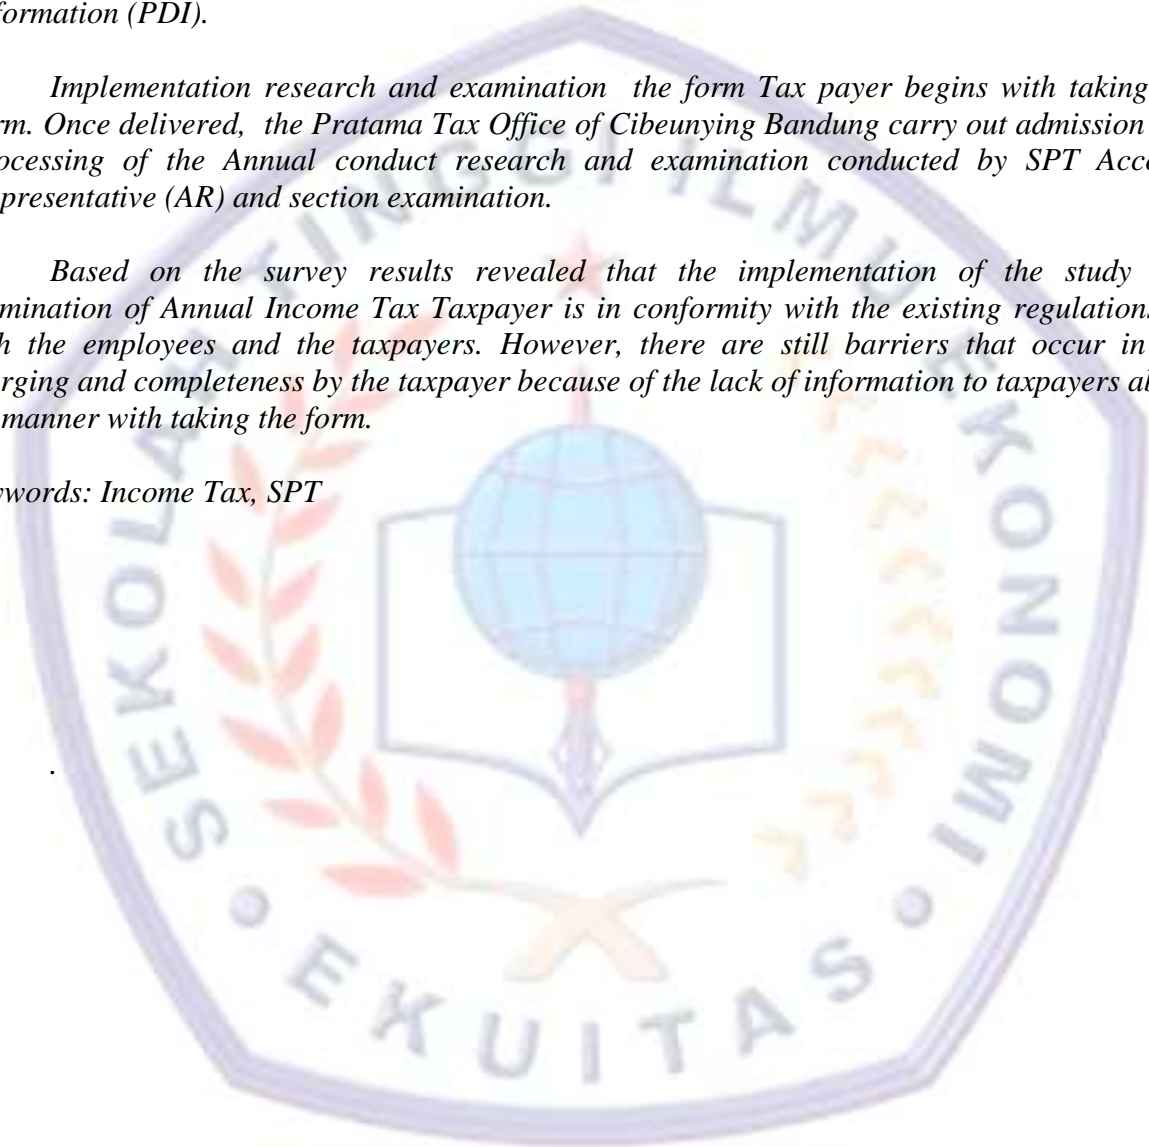 formation (PDI).
Implementation research and examination the form Tax payer begins with taking
rm. Once delivered, the Pratama Tax Office of Cibeunying Bandung carry out admission
ocessing of the Annual conduct research and examination conducted by SPT Acco
presentative (AR) and section examination.
Based on the survey results revealed that the implementation of the study
mination of Annual Income Tax Taxpayer is in conformity with the existing regulations
h the employees and the taxpayers. However, there are still barriers that occur in
rging and completeness by the taxpayer because of the lack of information to taxpayers ab
manner with taking the form.
ywords: Income Tax, SPT
.
SEKOLAH TINGGI ILMU EKONOMI
EKUITAS